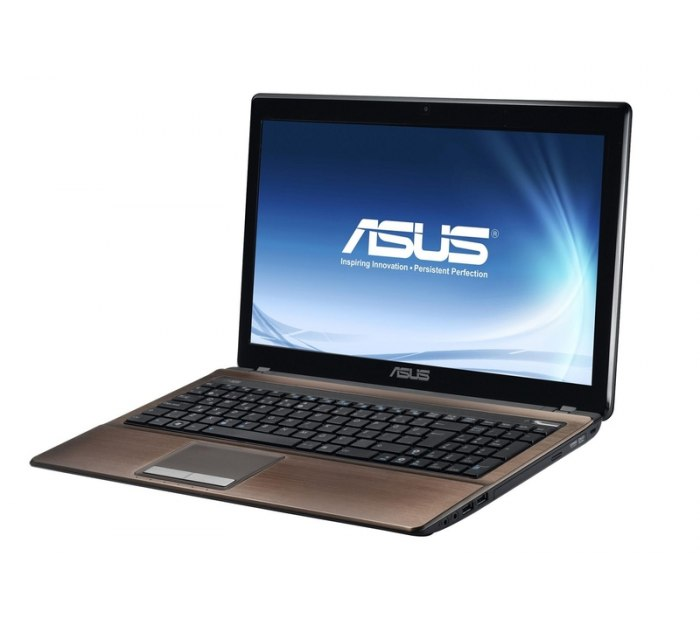 ASUS®
Inspiring Innovation • Persistent Perfection
ASUS